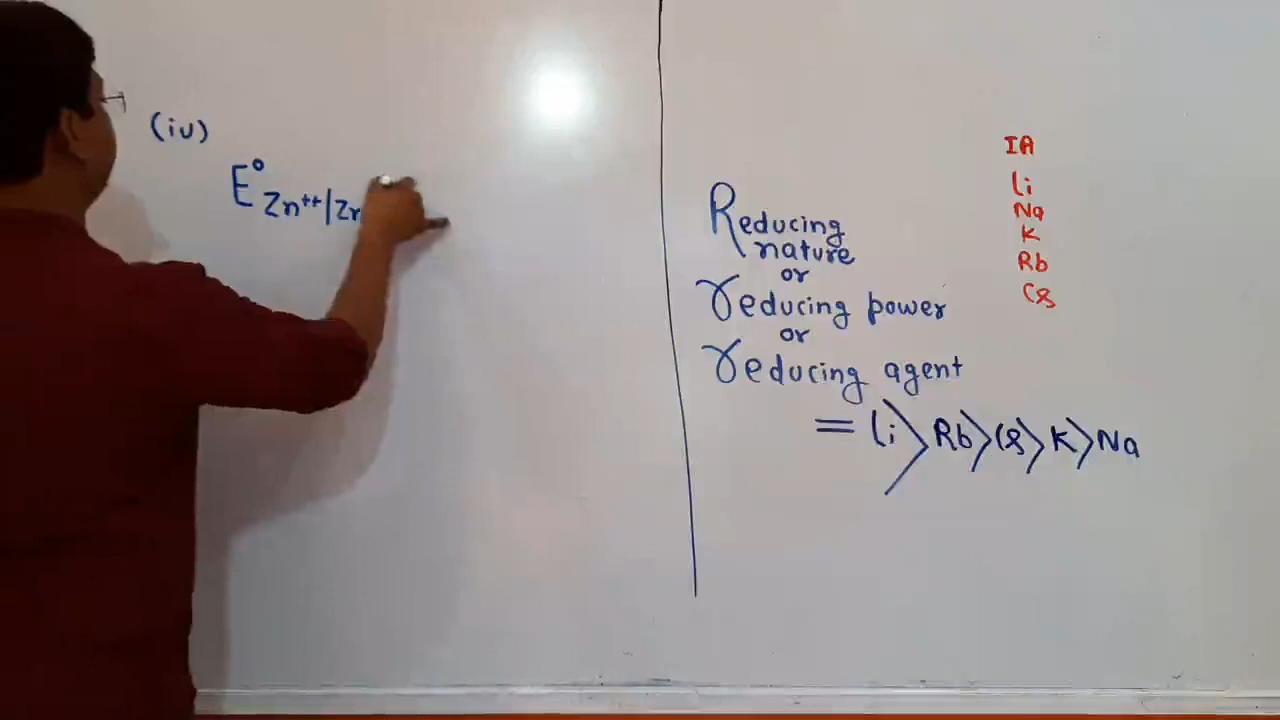 (iv)
E° Zn++/Zn
IA
Li
Na
K
Rb
Cs
Reducing
nature
or
reducing power
or
reducing agent
= Li > Rb > Cs > K > Na